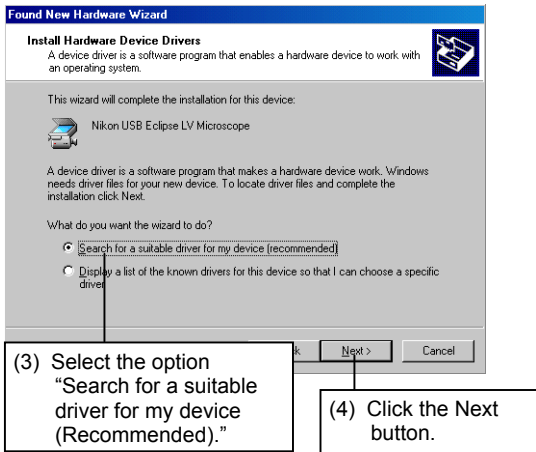 Found New Hardware Wizard
Install Hardware Device Drivers
A device driver is a software program that enables a hardware device to work with
an operating system.
This wizard will complete the installation for this device:
Nikon USB Eclipse LV Microscope
A device driver is a software program that makes a hardware device work. Windows
needs driver files for your new device. To locate driver files and complete the
installation click Next.
What do you want the wizard to do?
Search for a suitable driver for my device (recommended)
Display a list of the known drivers for this device so that I can choose a specific
driver
Next >
Cancel
(3) Select the option
“Search for a suitable
driver for my device
(Recommended).”
(4) Click the Next
button.